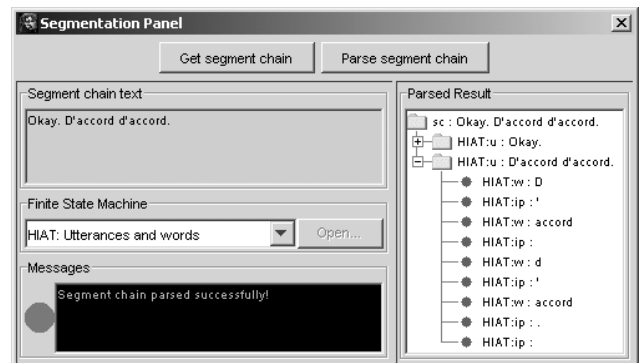 Segmentation Panel
Get segment chain
Parse segment chain
Segment chain text
Okay. D'accord d'accord.
Finite State Machine
HIAT: Utterances and words
Open...
Messages
Segment chain parsed successfully!
Parsed Result
sc : Okay. D'accord d'accord.
HIAT:u : Okay.
HIAT:u : D'accord d'accord.
HIAT:w : D
HIAT:ip : '
HIAT:w : accord
HIAT:ip :
HIAT:w : d
HIAT:ip : '
HIAT:w : accord
HIAT:ip : .
HIAT:ip :